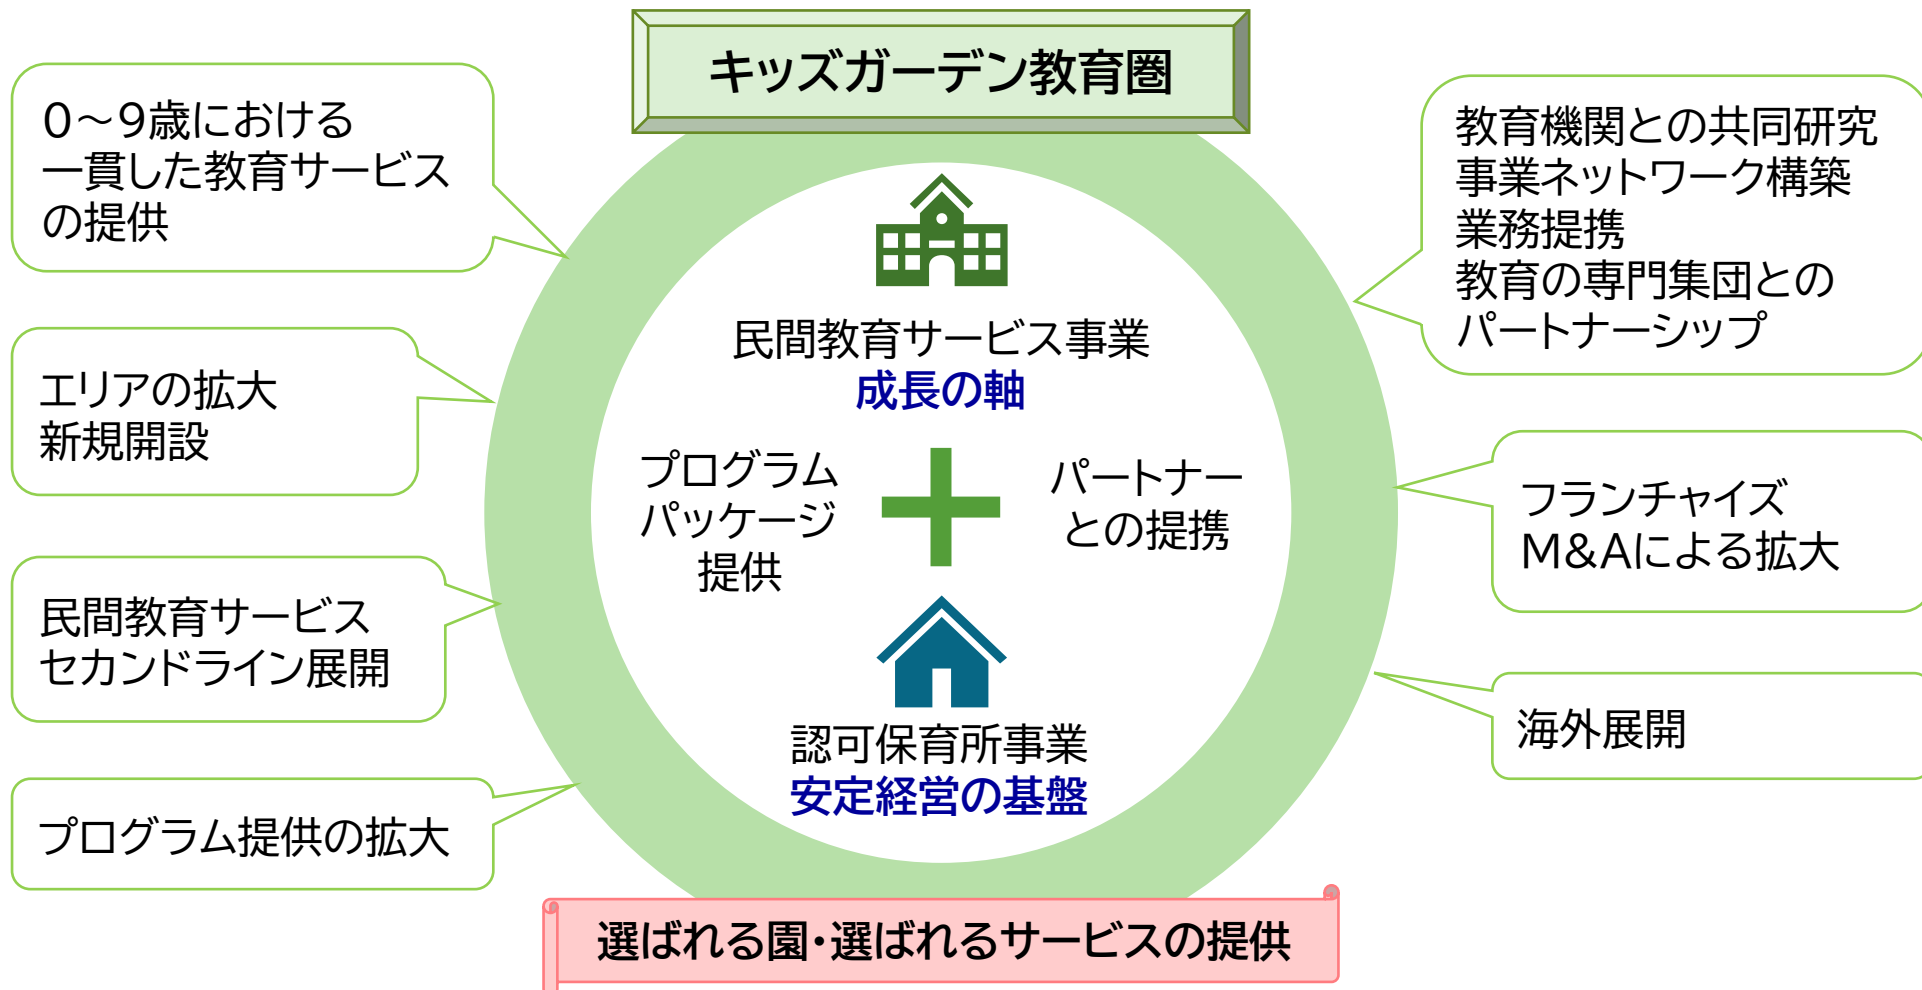 キッズガーデン教育圏
0～9歳における
一貫した教育サービス
の提供
エリアの拡大
新規開設
民間教育サービス
セカンドライン展開
プログラム提供の拡大
民間教育サービス事業
成長の軸
プログラム
パッケージ
提供
パートナー
との提携
認可保育所事業
安定経営の基盤
教育機関との共同研究
事業ネットワーク構築
業務提携
教育の専門集団との
パートナーシップ
フランチャイズ
M&Aによる拡大
海外展開
選ばれる園・選ばれるサービスの提供